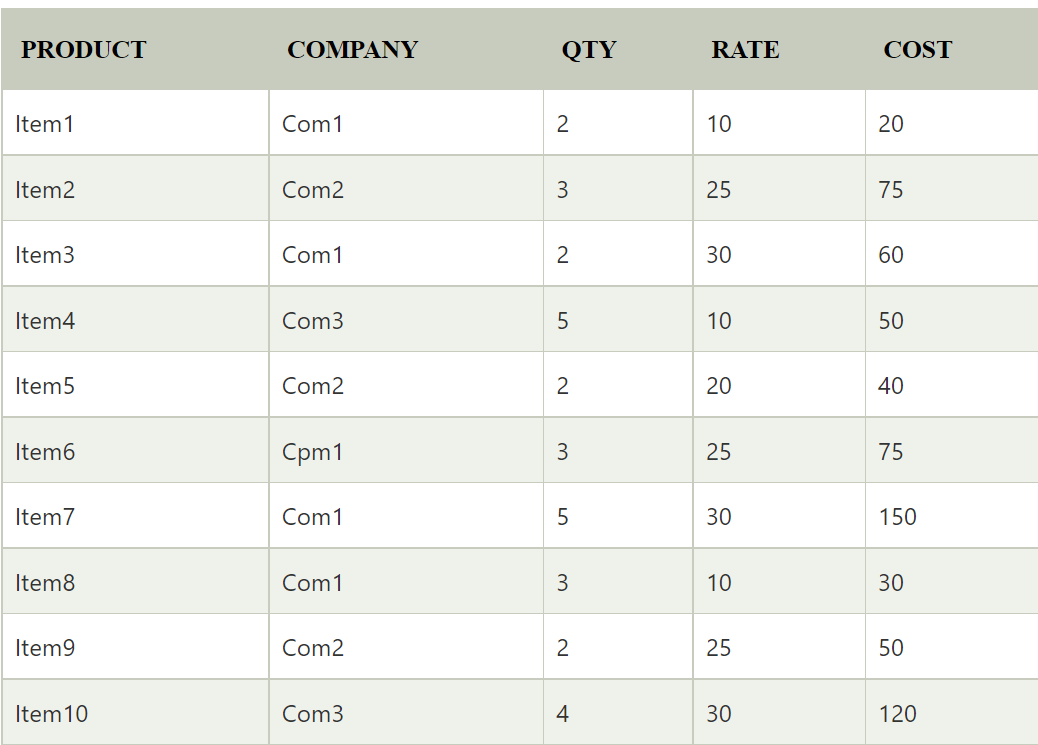 PRODUCT COMPANY QTY RATE COST
Item1 Com1 2 10 20
Item2 Com2 3 25 75
Item3 Com1 2 30 60
Item4 Com3 5 10 50
Item5 Com2 2 20 40
Item6 Cpm1 3 25 75
Item7 Com1 5 30 150
Item8 Com1 3 10 30
Item9 Com2 2 25 50
Item10 Com3 4 30 120